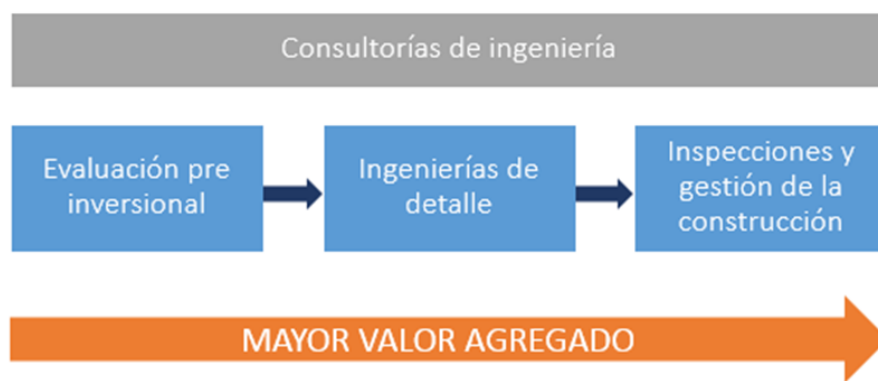 Consultorías de ingeniería
Evaluación pre
inversional
Ingenierías de
detalle
Inspecciones y
gestión de la
construcción
MAYOR VALOR AGREGADO